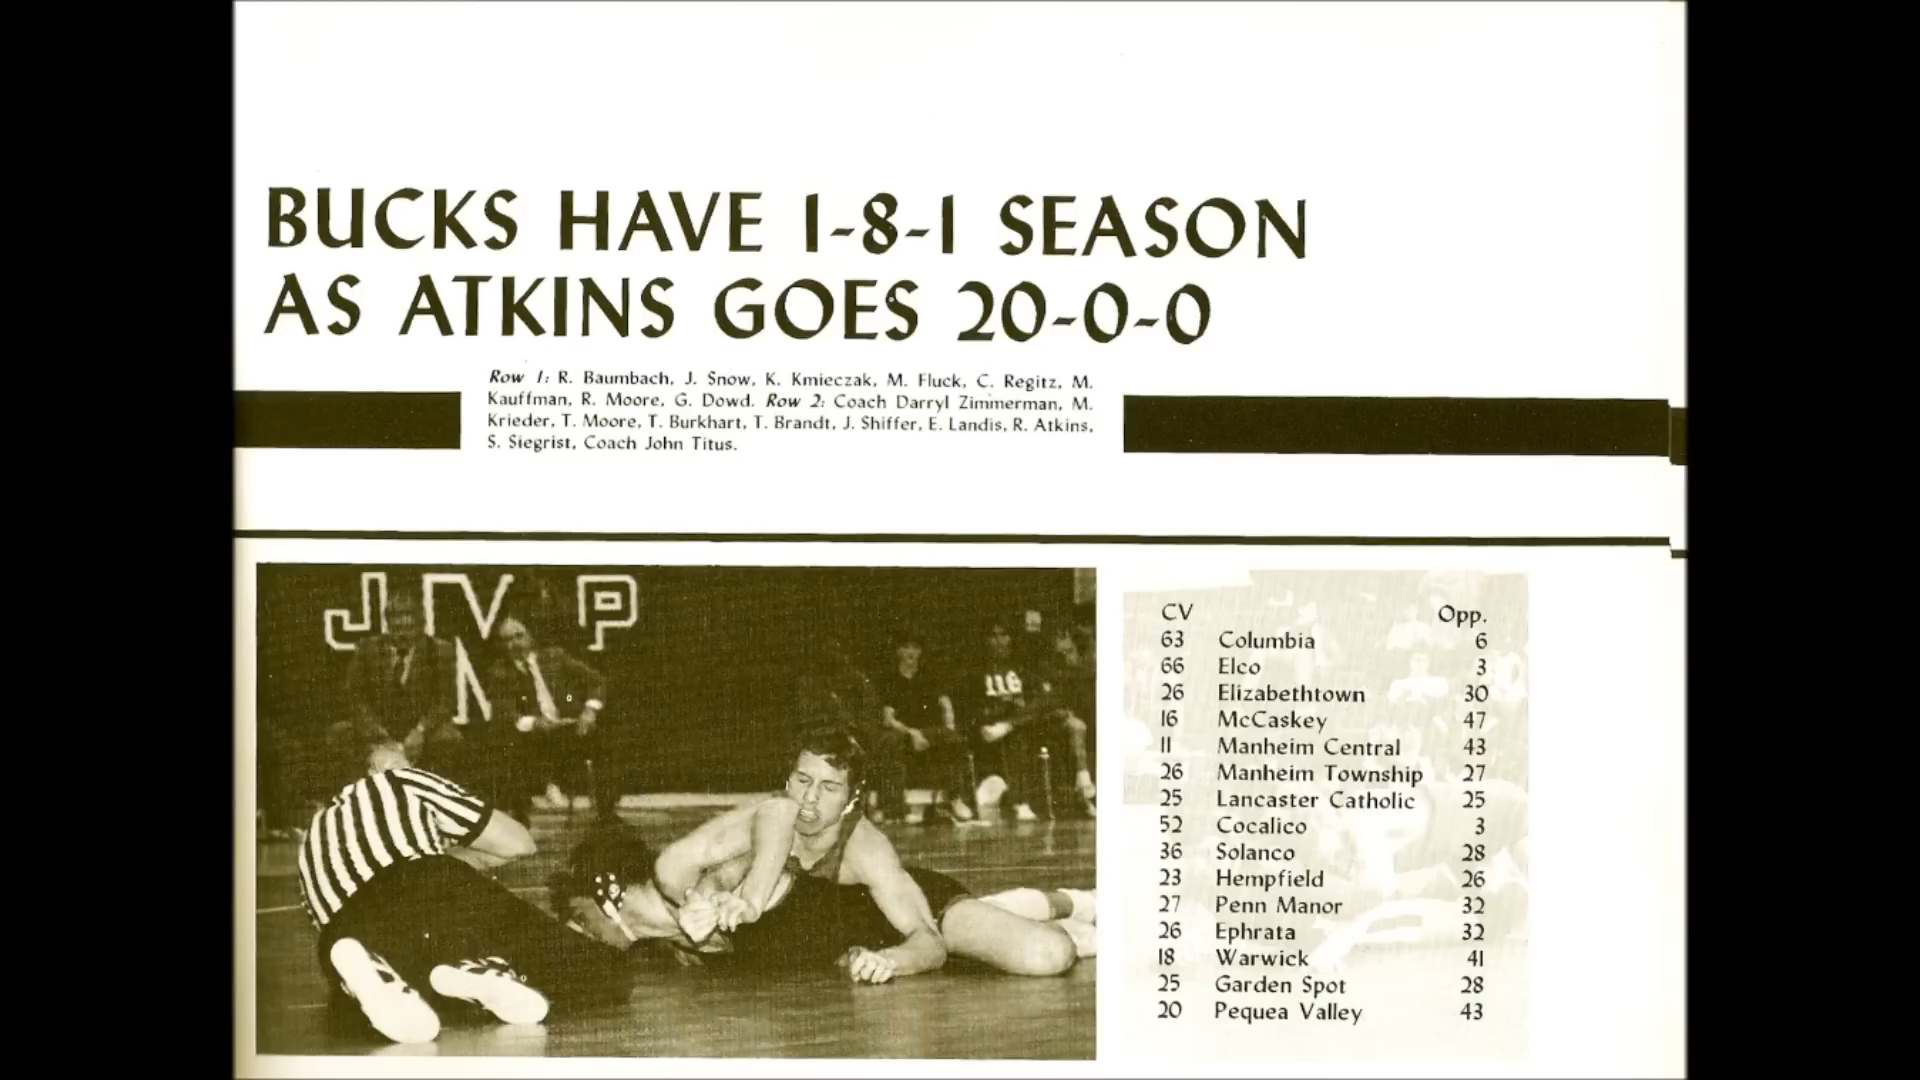 BUCKS HAVE 1-8-1 SEASON
AS ATKINS GOES 20-0-0
Row 1: R. Baumbach, J. Snow, K. Kmieczak, M. Fluck, C. Regitz, M.
Kauffman, R. Moore, G. Dowd. Row 2: Coach Darryl Zimmerman, M.
Krieder, T. Moore, T. Burkhart, T. Brandt, J. Shiffer, E. Landis, R. Atkins,
S. Siegrist, Coach John Titus.
J M P
116
CV Opp.
63 Columbia 6
66 Elco 3
26 Elizabethtown 30
16 McCaskey 47
11 Manheim Central 43
26 Manheim Township 27
25 Lancaster Catholic 25
52 Cocalico 3
36 Solanco 28
23 Hempfield 26
27 Penn Manor 32
26 Ephrata 32
18 Warwick 41
25 Garden Spot 28
20 Pequea Valley 43